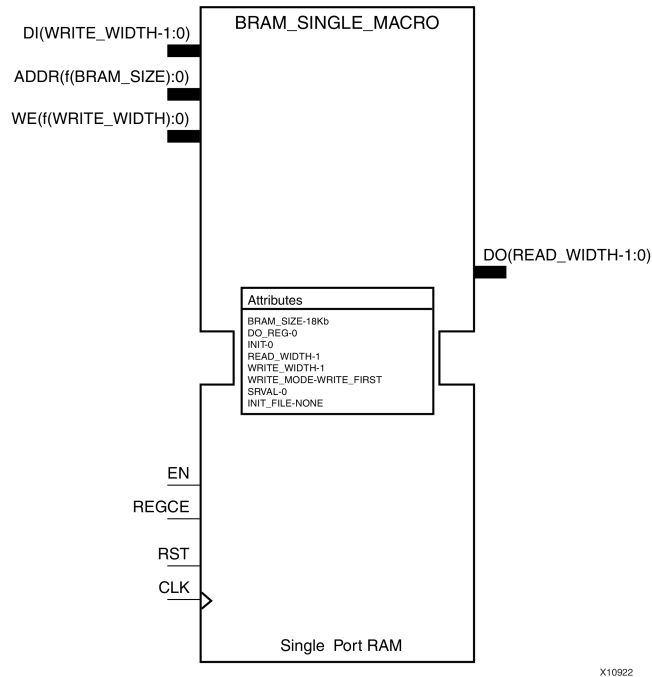 BRAM_SINGLE_MACRO
DI(WRITE_WIDTH-1:0)
ADDR(f(BRAM_SIZE):0)
WE(f(WRITE_WIDTH):0)
DO(READ_WIDTH-1:0)
Attributes
BRAM_SIZE-18Kb
DO_REG-0
INIT-0
READ_WIDTH-1
WRITE_WIDTH-1
WRITE_MODE-WRITE_FIRST
SRVAL-0
INIT_FILE-NONE
EN
REGCE
RST
CLK
Single Port RAM
X10922